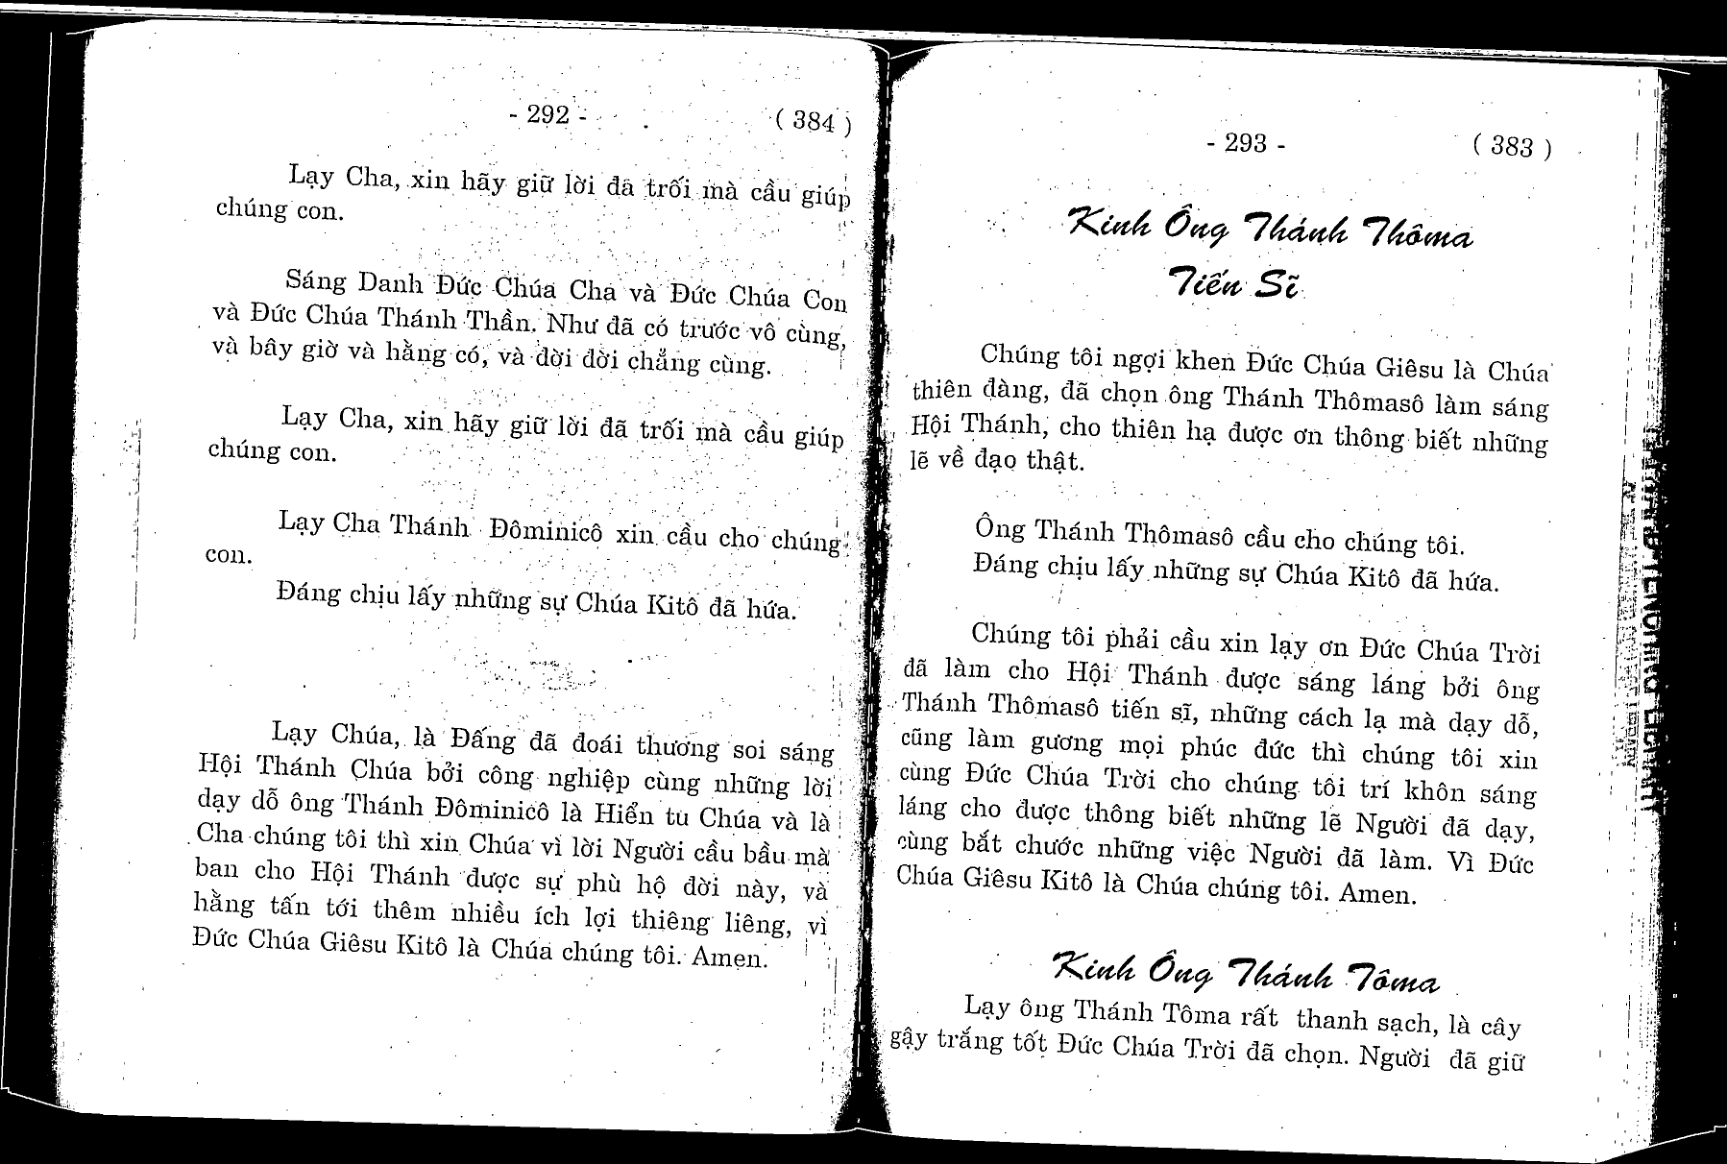 - 292 -
( 384 )
Lạy Cha, xin hãy giữ lời đã trối mà cầu giúp
chúng con.
Sáng Danh Đức Chúa Cha và Đức Chúa Con
và Đức Chúa Thánh Thần. Như đã có trước vô cùng,
và bây giờ và hằng có, và đời đời chẳng cùng.
Lạy Cha, xin hãy giữ lời đã trối mà cầu giúp
chúng con.
Lạy Cha Thánh Đôminicô xin cầu cho chúng
con.
Đáng chịu lấy những sự Chúa Kitô đã hứa.
Lạy Chúa, là Đấng đã đoái thương soi sáng
Hội Thánh Chúa bởi công nghiệp cùng những lời
dạy dỗ ông Thánh Đôminicô là Hiển tu Chúa và là
Cha chúng tôi thì xin Chúa vì lời Người cầu bầu mà
ban cho Hội Thánh được sự phù hộ đời này, và
hằng tấn tới thêm nhiều ích lợi thiêng liêng, vì
Đức Chúa Giêsu Kitô là Chúa chúng tôi. Amen.
- 293 -
( 383 )
Kinh Ông Thánh Thôma
Tiến Sĩ
Chúng tôi ngợi khen Đức Chúa Giêsu là Chúa
thiên đàng, đã chọn ông Thánh Thômasô làm sáng
Hội Thánh, cho thiên hạ được ơn thông biết những
lẽ về đạo thật.
Ông Thánh Thômasô cầu cho chúng tôi.
Đáng chịu lấy những sự Chúa Kitô đã hứa.
Chúng tôi phải cầu xin lạy ơn Đức Chúa Trời
đã làm cho Hội Thánh được sáng láng bởi ông
Thánh Thômasô tiến sĩ, những cách lạ mà dạy dỗ,
cũng làm gương mọi phúc đức thì chúng tôi xin
cùng Đức Chúa Trời cho chúng tôi trí khôn sáng
láng cho được thông biết những lẽ Người đã dạy,
cùng bắt chước những việc Người đã làm. Vì Đức
Chúa Giêsu Kitô là Chúa chúng tôi. Amen.
Kinh Ông Thánh Tôma
Lạy ông Thánh Tôma rất thanh sạch, là cây
gậy trắng tốt Đức Chúa Trời đã chọn. Người đã giữ